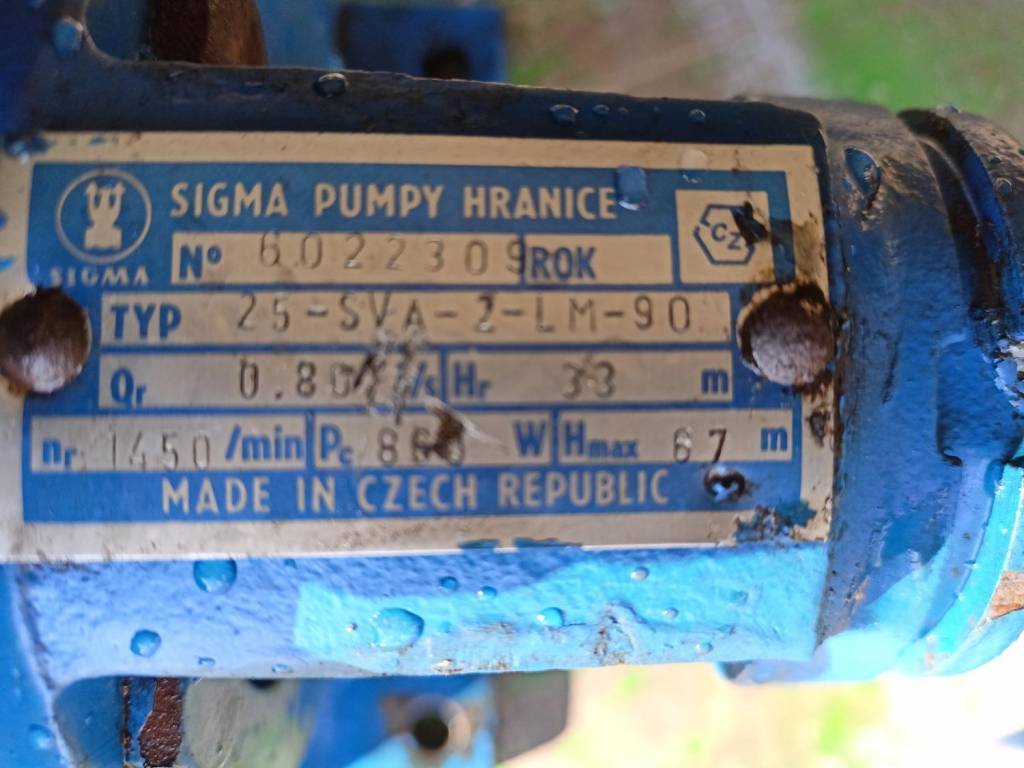 SIGMA PUMPY HRANICE
SIGMA
CZ
Nº 6022309 ROK
TYP 25-SVA-2-LM-90
Qr 0.80 /s Hr 33 m
nr 1450 /min Pc W Hmax 67 m
MADE IN CZECH REPUBLIC